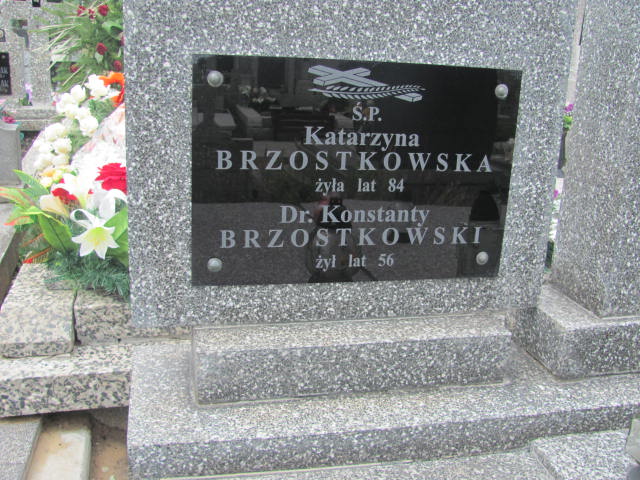 Ś.P.
Katarzyna
BRZOSTKOWSKA
żyła lat 84
Dr. Konstanty
BRZOSTKOWSKI
żył lat 56